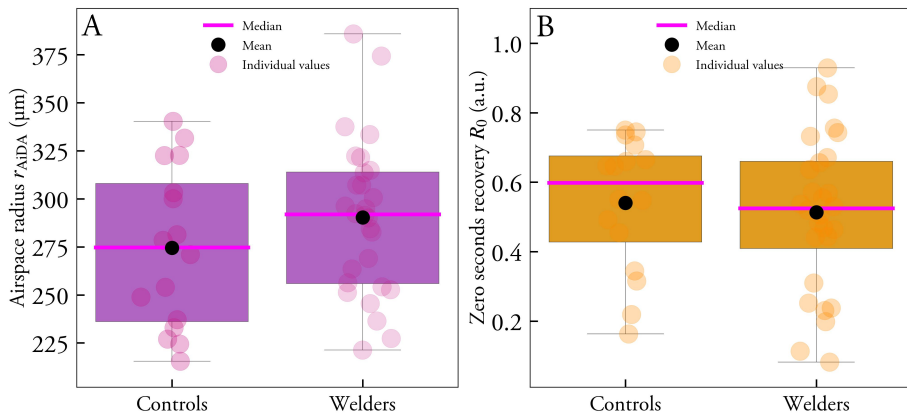 A
Median
Mean
Individual values
Airspace radius r_AiDA (μm)
375
350
325
300
275
250
225
Controls
Welders
B
Median
Mean
Individual values
Zero seconds recovery R_0 (a.u.)
1.0
0.8
0.6
0.4
0.2
Controls
Welders